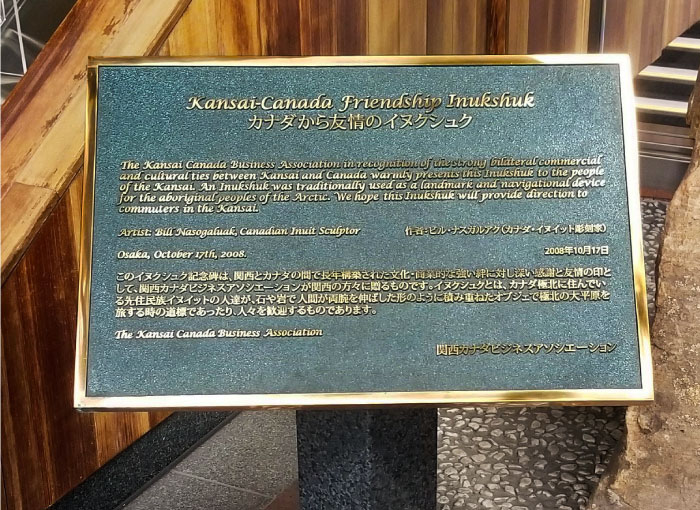 Kansai-Canada Friendship Inukshuk
カナダから友情のイヌクシュク
The Kansai Canada Business Association in recognition of the strong bilateral commercial
and cultural ties between Kansai and Canada warmly presents this Inukshuk to the people
of the Kansai. An Inukshuk was traditionally used as a landmark and navigational device
for the aboriginal peoples of the Arctic. We hope this Inukshuk will provide direction to
commuters in the Kansai.
Artist: Bill Nasogaluak, Canadian Inuit Sculptor
作者:ビル・ナスガルアク(カナダ・イヌイット彫刻家)
Osaka, October 17th, 2008.
2008年10月17日
このイヌクシュク記念碑は、関西とカナダの間で長年構築された文化・商業的な強い絆に対し深い感謝と友情の印と
して、関西カナダビジネスアソシエーションが関西の方々に贈るものです。イヌクシュクとは、カナダ極北に住んでい
る先住民族イヌイットの人達が、石や岩で人間が両腕を伸ばした形のように積み重ねたオブジェで極北の大平原を
旅する時の道標であったり、人々を歓迎するものであります。
The Kansai Canada Business Association
関西カナダビジネスアソシエーション